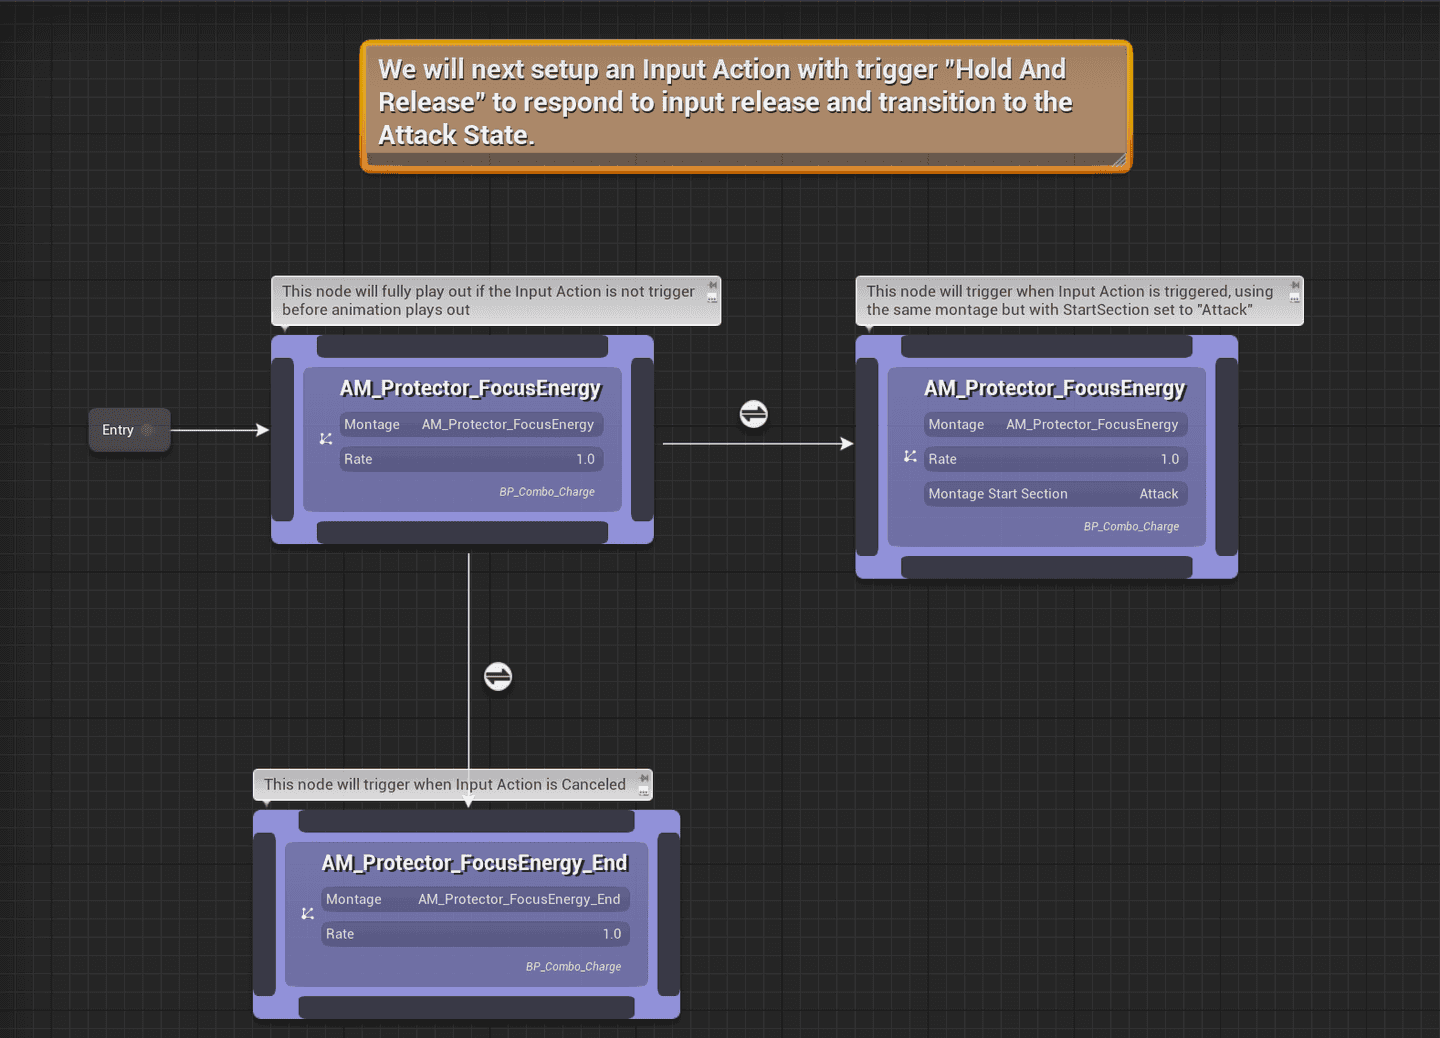 We will next setup an Input Action with trigger "Hold And
Release" to respond to input release and transition to the
Attack State.
This node will fully play out if the Input Action is not trigger
before animation plays out
This node will trigger when Input Action is triggered, using
the same montage but with StartSection set to "Attack"
Entry
AM_Protector_FocusEnergy
Montage AM_Protector_FocusEnergy
Rate 1.0
BP_Combo_Charge
AM_Protector_FocusEnergy
Montage AM_Protector_FocusEnergy
Rate 1.0
Montage Start Section Attack
BP_Combo_Charge
This node will trigger when Input Action is Canceled
AM_Protector_FocusEnergy_End
Montage AM_Protector_FocusEnergy_End
Rate 1.0
BP_Combo_Charge